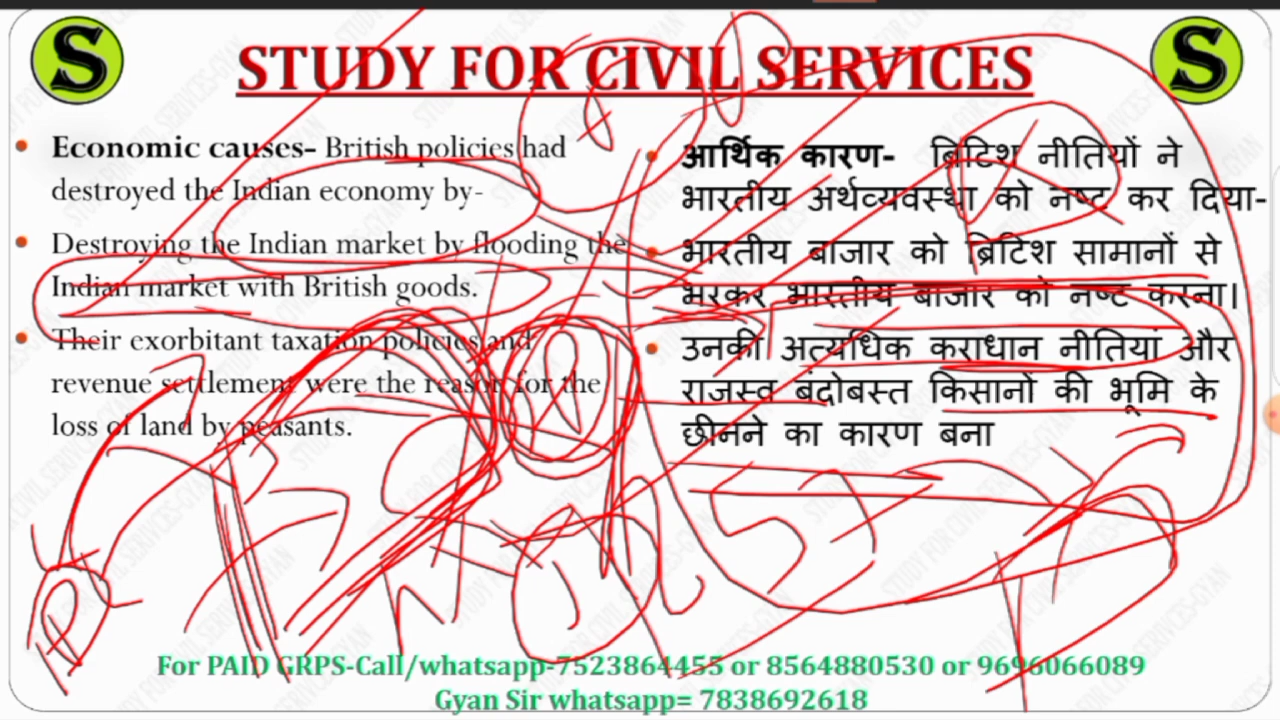 S
STUDY FOR CIVIL SERVICES
S
Economic causes- British policies had
destroyed the Indian economy by-
Destroying the Indian market by flooding the
Indian market with British goods.
Their exorbitant taxation policies and
revenue settlement were the reason for the
loss of land by peasants.
आर्थिक कारण- ब्रिटिश नीतियों ने
भारतीय अर्थव्यवस्था को नष्ट कर दिया-
भारतीय बाजार को ब्रिटिश सामानों से
भरकर भारतीय बाजार को नष्ट करना।
उनकी अत्यधिक कराधान नीतियां और
राजस्व बंदोबस्त किसानों की भूमि के
छीनने का कारण बना
For PAID GRPS-Call/whatsapp-7523864455 or 8564880530 or 9696066089
Gyan Sir whatsapp= 7838692618